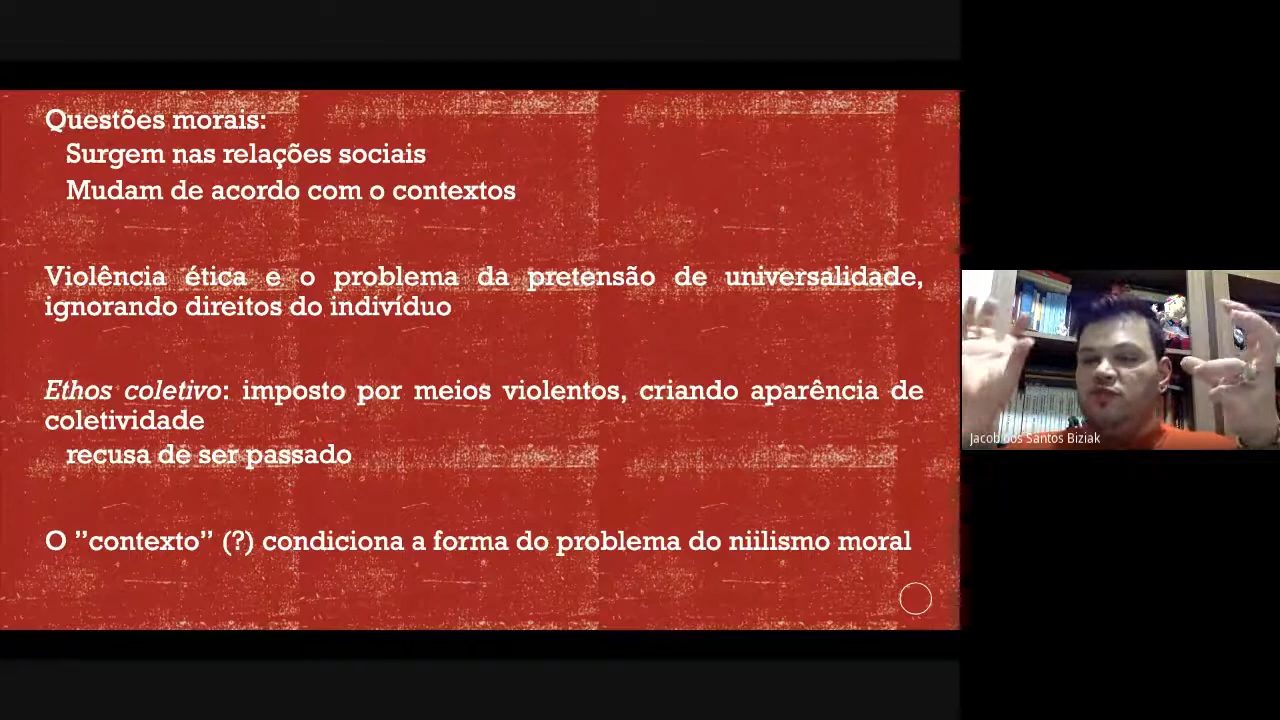 Questões morais:
Surgem nas relações sociais
Mudam de acordo com o contextos
Violência ética e o problema da pretensão de universalidade,
ignorando direitos do indivíduo
Ethos coletivo: imposto por meios violentos, criando aparência de
coletividade
recusa de ser passado
O ”contexto” (?) condiciona a forma do problema do niilismo moral
Jacob dos Santos Biziak